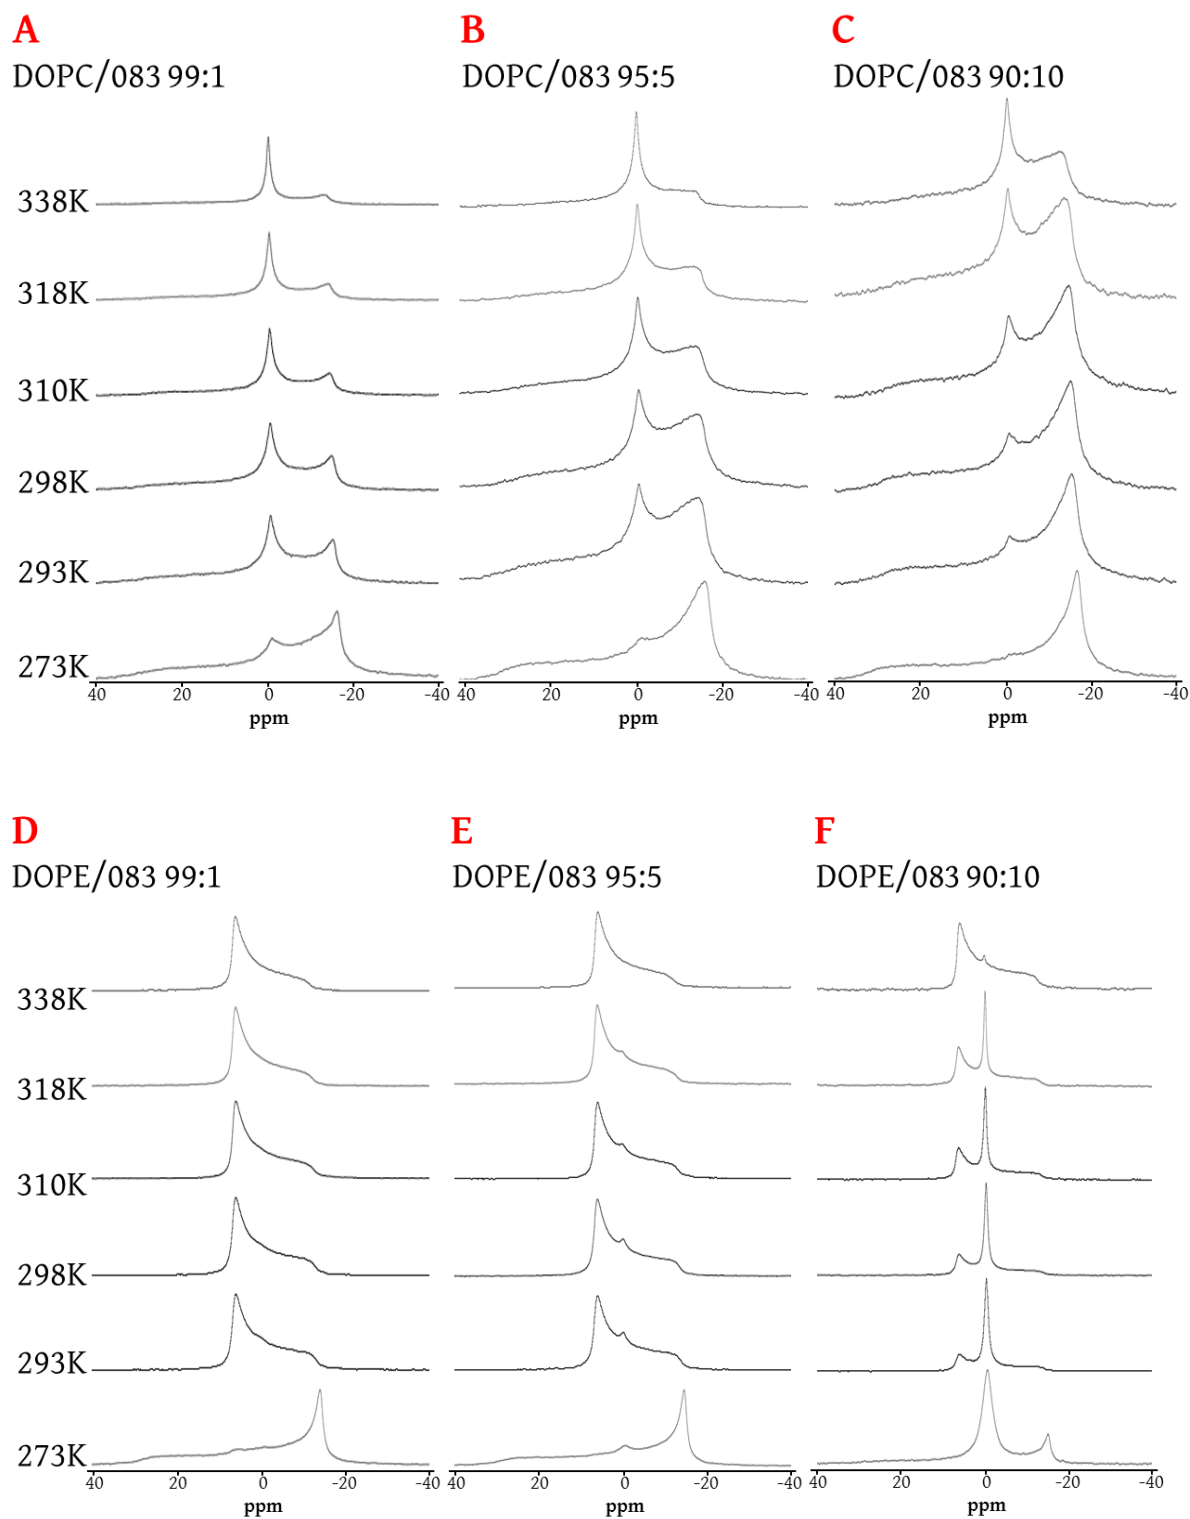 A B C
DOPC/083 99:1 DOPC/083 95:5 DOPC/083 90:10
338K
318K
310K
298K
293K
273K
40 20 0 -20 -40 40 20 0 -20 -40 40 20 0 -20 -40
ppm ppm ppm
D E F
DOPE/083 99:1 DOPE/083 95:5 DOPE/083 90:10
338K
318K
310K
298K
293K
273K
40 20 0 -20 -40 40 20 0 -20 -40 40 20 0 -20 -40
ppm ppm ppm